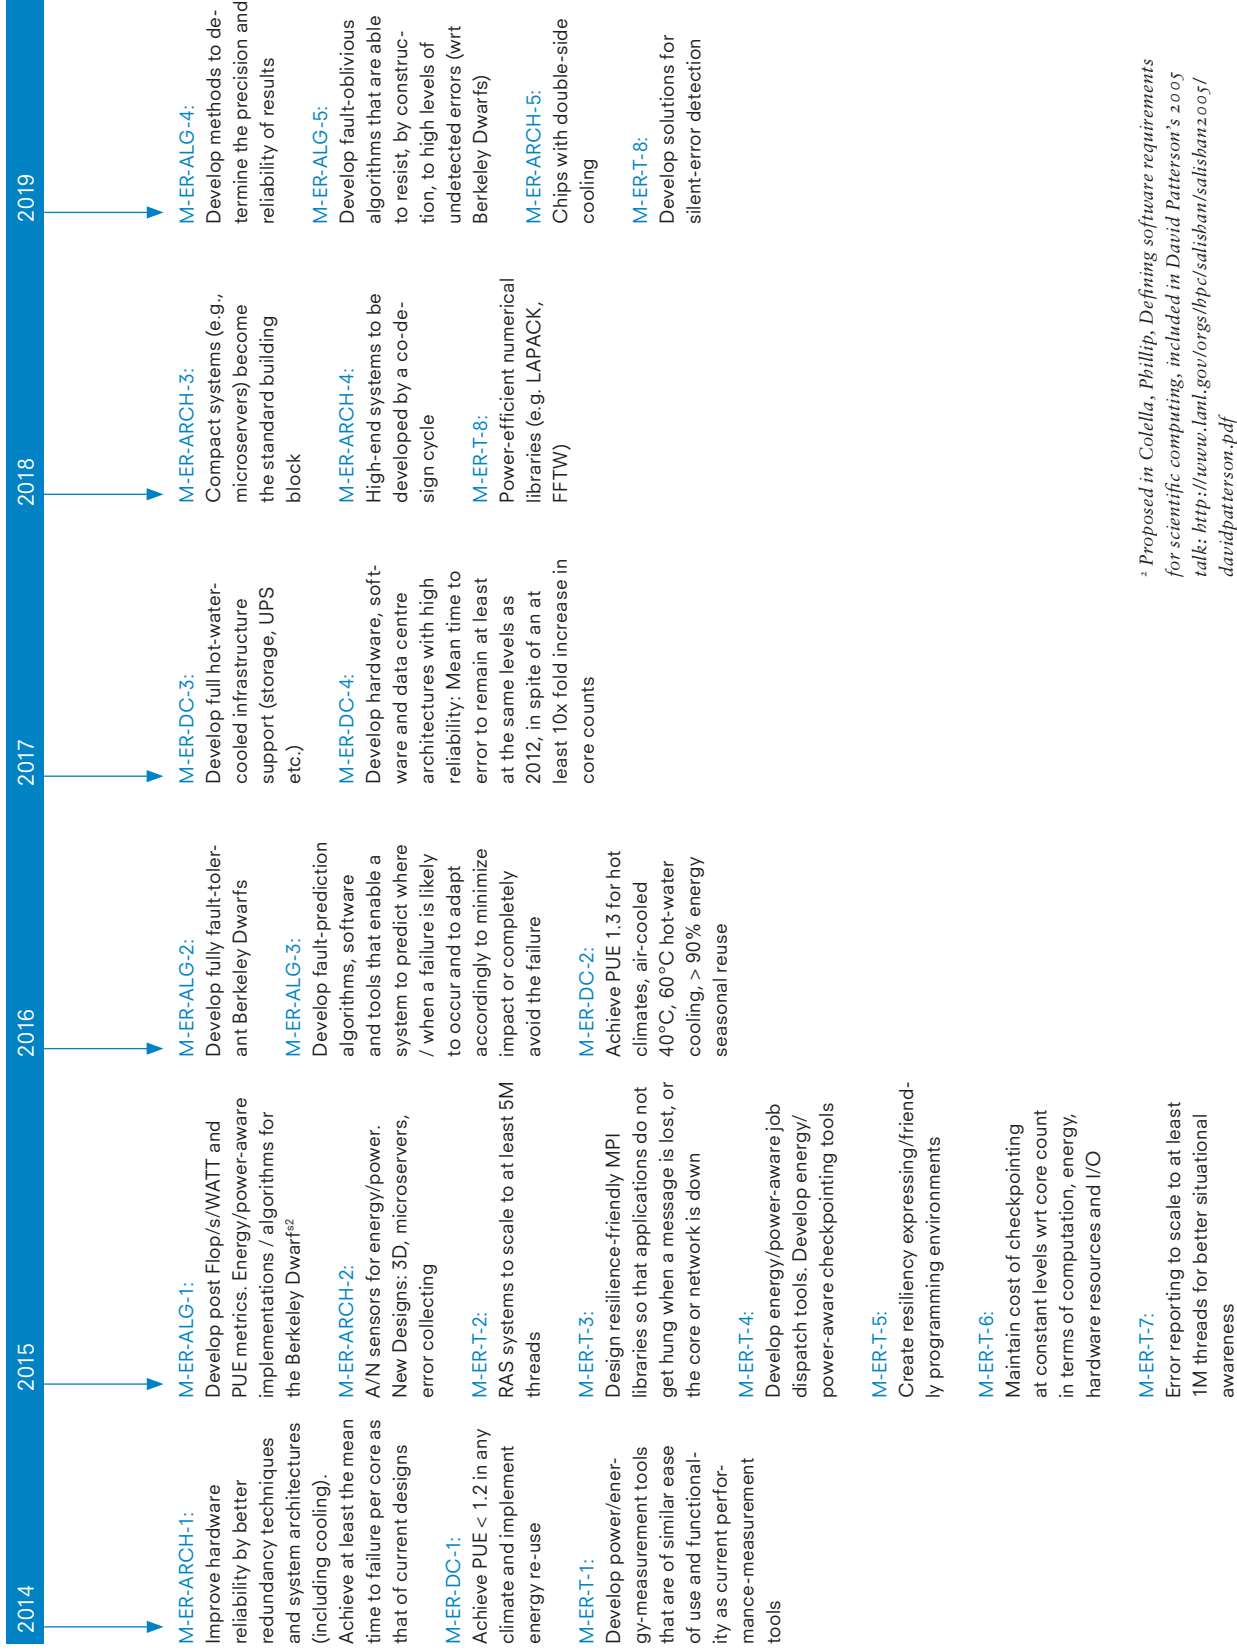 2014
M-ER-ARCH-1:
Improve hardware
reliability by better
redundancy techniques
and system architectures
(including cooling).
Achieve at least the mean
time to failure per core as
that of current designs
M-ER-DC-1:
Achieve PUE < 1.2 in any
climate and implement
energy re-use
M-ER-T-1:
Develop power/ener-
gy-measurement tools
that are of similar ease
of use and functional-
ity as current perfor-
mance-measurement
tools
2015
M-ER-ALG-1:
Develop post Flop/s/WATT and
PUE metrics. Energy/power-aware
implementations / algorithms for
the Berkeley Dwarfs2
M-ER-ARCH-2:
A/N sensors for energy/power.
New Designs: 3D, microservers,
error collecting
M-ER-T-2:
RAS systems to scale to at least 5M
threads
M-ER-T-3:
Design resilience-friendly MPI
libraries so that applications do not
get hung when a message is lost, or
the core or network is down
M-ER-T-4:
Develop energy/power-aware job
dispatch tools. Develop energy/
power-aware checkpointing tools
M-ER-T-5:
Create resiliency expressing/friend-
ly programming environments
M-ER-T-6:
Maintain cost of checkpointing
at constant levels wrt core count
in terms of computation, energy,
hardware resources and I/O
M-ER-T-7:
Error reporting to scale to at least
1M threads for better situational
awareness
2016
M-ER-ALG-2:
Develop fully fault-toler-
ant Berkeley Dwarfs
M-ER-ALG-3:
Develop fault-prediction
algorithms, software
and tools that enable a
system to predict where
/ when a failure is likely
to occur and to adapt
accordingly to minimize
impact or completely
avoid the failure
M-ER-DC-2:
Achieve PUE 1.3 for hot
climates, air-cooled
40°C, 60°C hot-water
cooling, > 90% energy
seasonal reuse
2017
M-ER-DC-3:
Develop full hot-water-
cooled infrastructure
support (storage, UPS
etc.)
M-ER-DC-4:
Develop hardware, soft-
ware and data centre
architectures with high
reliability: Mean time to
error to remain at least
at the same levels as
2012, in spite of an at
least 10x fold increase in
core counts
2018
M-ER-ARCH-3:
Compact systems (e.g.,
microservers) become
the standard building
block
M-ER-ARCH-4:
High-end systems to be
developed by a co-de-
sign cycle
M-ER-T-8:
Power-efficient numerical
libraries (e.g. LAPACK,
FFTW)
2019
M-ER-ALG-4:
Develop methods to de-
termine the precision and
reliability of results
M-ER-ALG-5:
Develop fault-oblivious
algorithms that are able
to resist, by construc-
tion, to high levels of
undetected errors (wrt
Berkeley Dwarfs)
M-ER-ARCH-5:
Chips with double-side
cooling
M-ER-T-8:
Develop solutions for
silent-error detection
2 Proposed in Colella, Phillip, Defining software requirements
for scientific computing, included in David Patterson's 2005
talk: http://www.lanl.gov/orgs/hpc/salishan/salishan2005/
davidpatterson.pdf